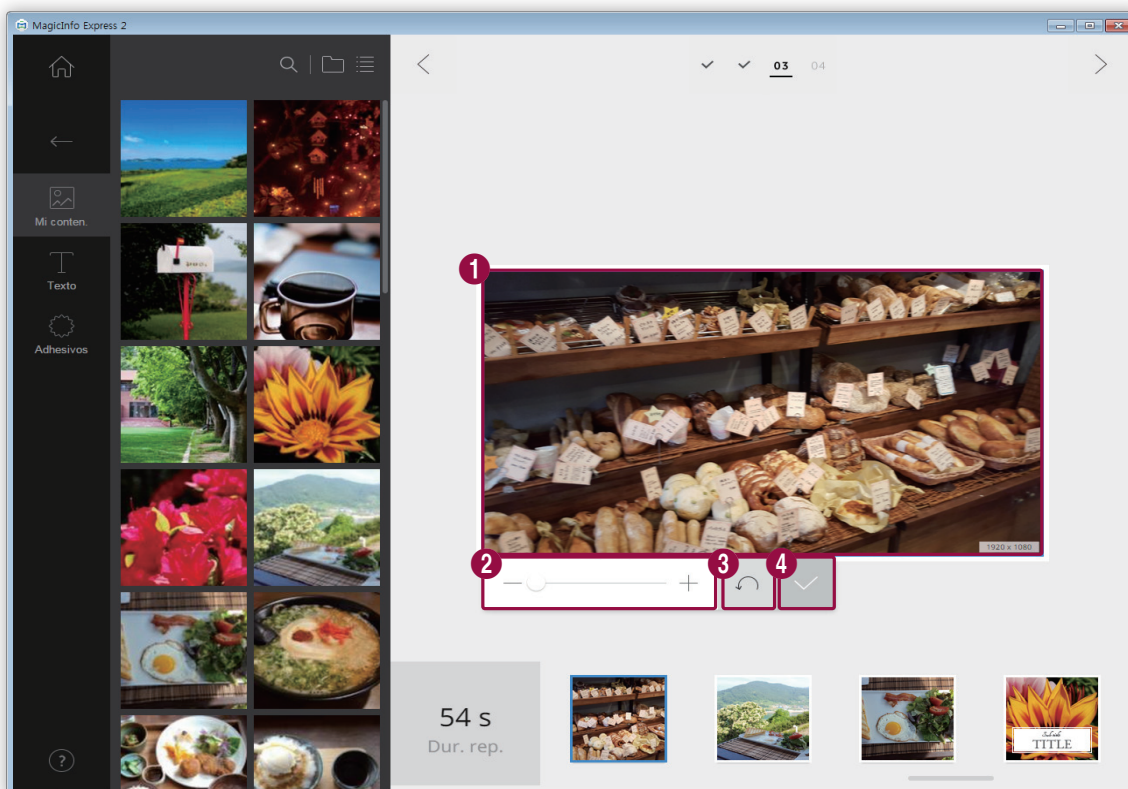 MagicInfo Express 2
03 04
Mi conten.
Texto
Adhesivos
1
1920 x 1080
2
3
4
54 s
Dur. rep.
Subtitle
TITLE
?